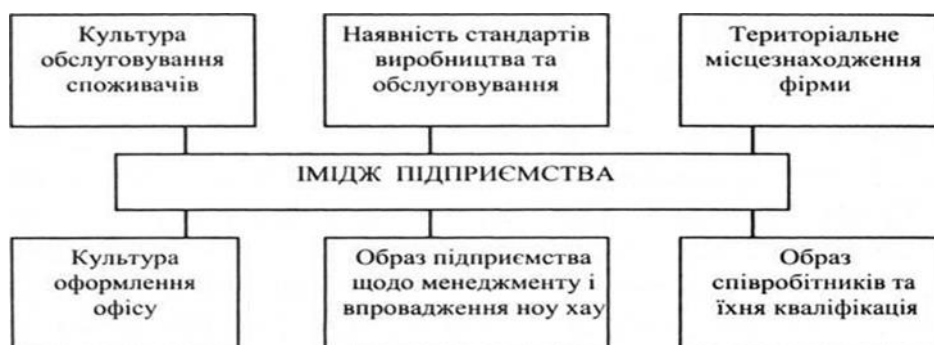 Культура
обслуговування
споживачів
Наявність стандартів
виробництва та
обслуговування
Територіальне
місцезнаходження
фірми
ІМІДЖ ПІДПРИЄМСТВА
Культура
оформлення
офісу
Образ підприємства
щодо менеджменту і
впровадження ноу хау
Образ
співробітників та
їхня кваліфікація